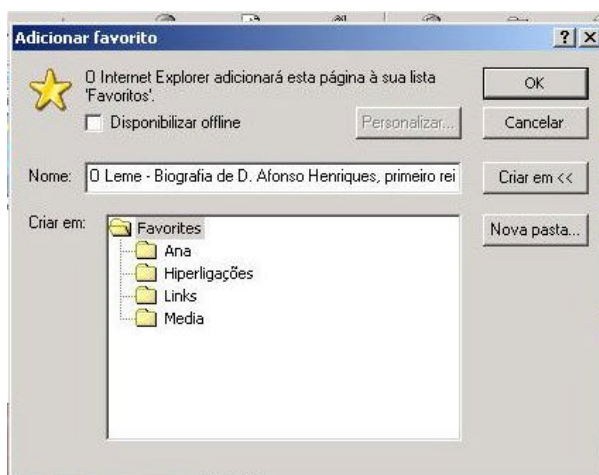 Adicionar favorito
O Internet Explorer adicionará esta página à sua lista
'Favoritos'.
OK
Disponibilizar offline
Personalizar...
Cancelar
Nome:
O Leme - Biografia de D. Afonso Henriques, primeiro rei
Criar em <<
Criar em:
Favorites
Nova pasta...
Ana
Hiperligações
Links
Media